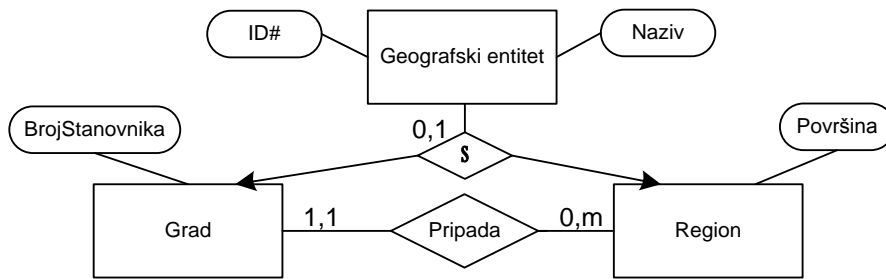 ID#
Geografski entitet
Naziv
BrojStanovnika
0,1
S
Površina
Grad
1,1
Pripada
0,m
Region